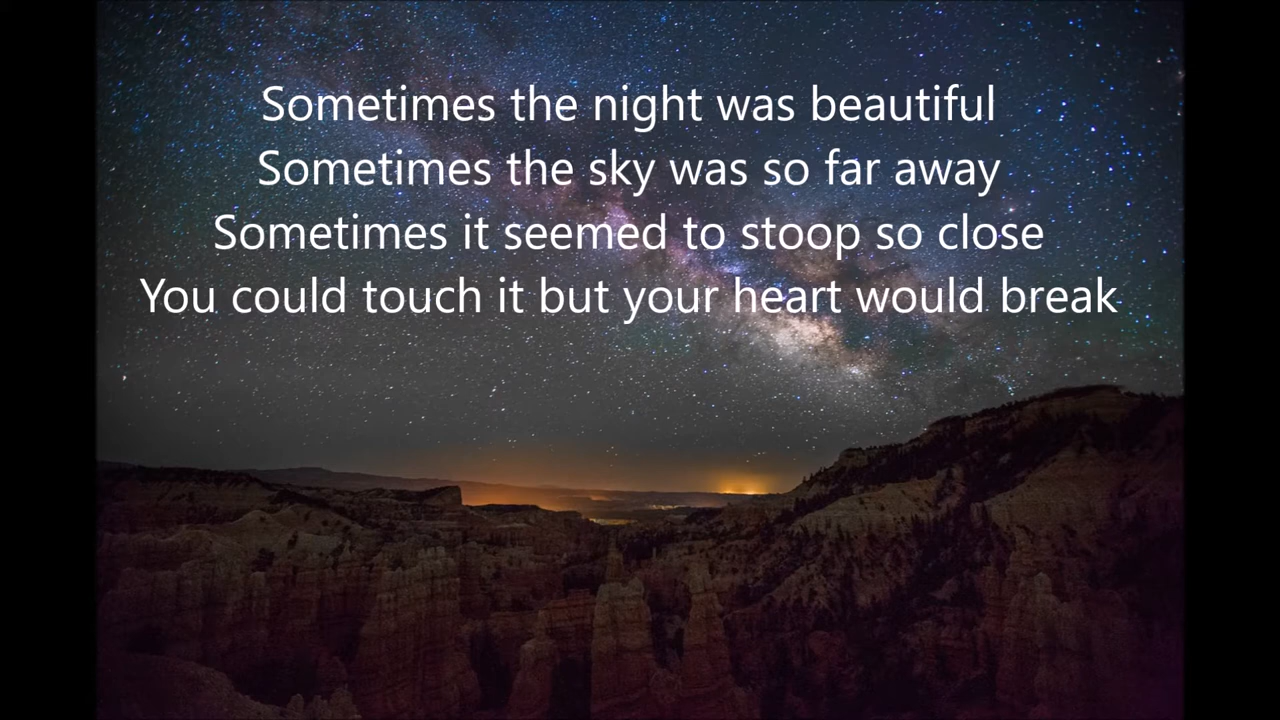 Sometimes the night was beautiful
Sometimes the sky was so far away
Sometimes it seemed to stoop so close
You could touch it but your heart would break